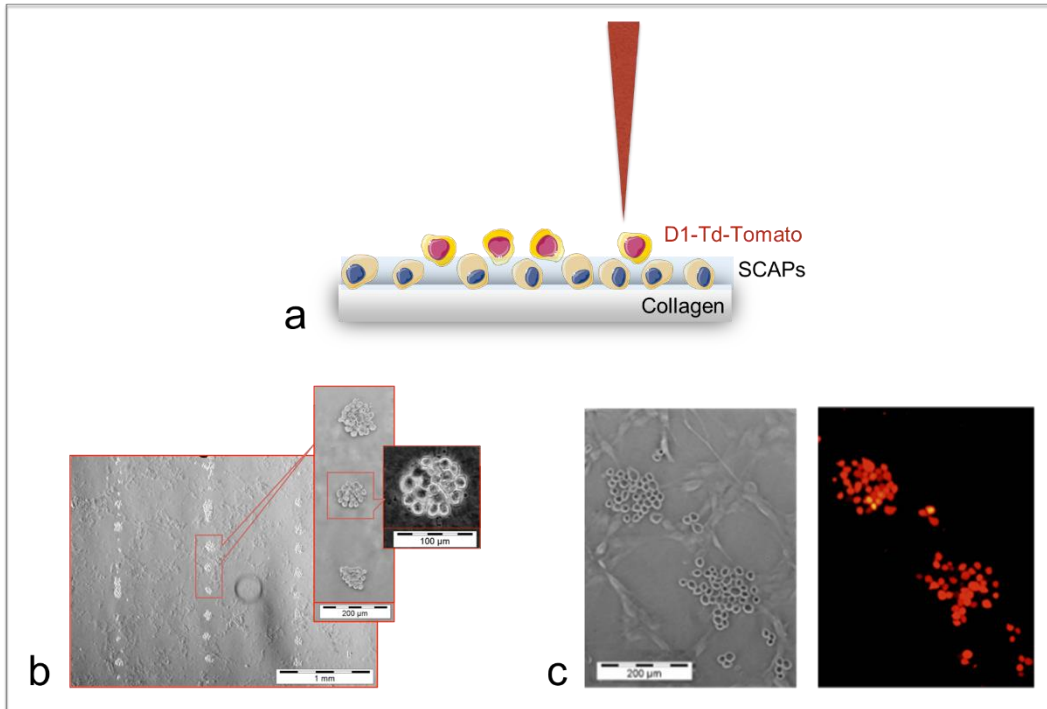 D1-Td-Tomato
SCAPs
Collagen
a
100 µm
200 µm
1 mm
b
c
200 µm